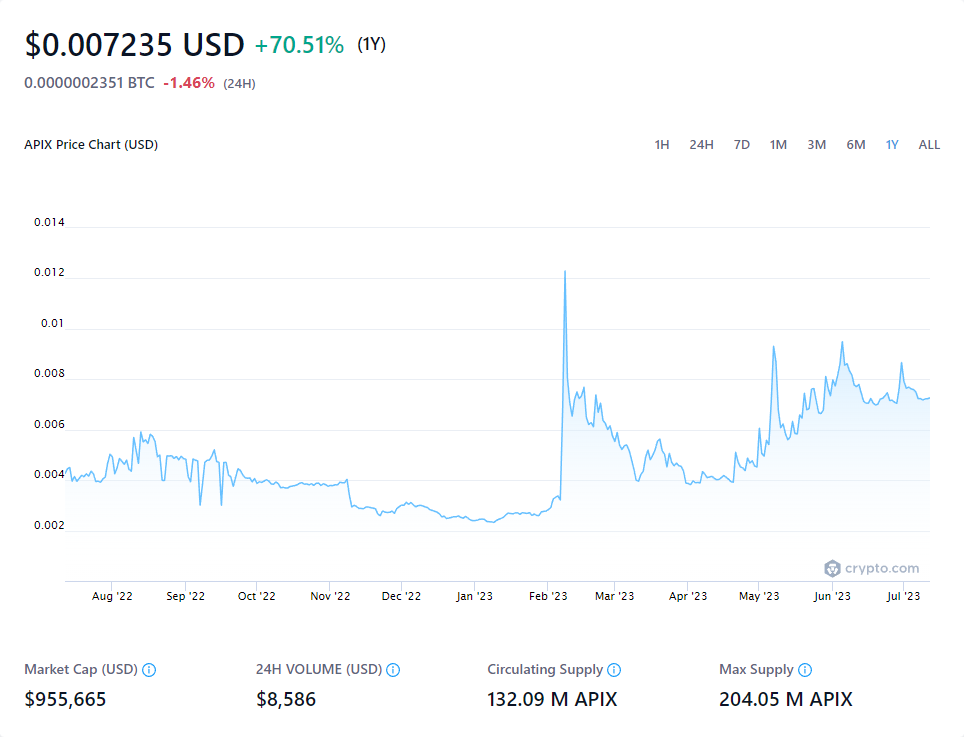 $0.007235 USD +70.51% (1Y)
0.0000002351 BTC -1.46% (24H)
APIX Price Chart (USD) 1H 24H 7D 1M 3M 6M 1Y ALL
0.014
0.012
0.01
0.008
0.006
0.004
0.002
crypto.com
Aug '22 Sep '22 Oct '22 Nov '22 Dec '22 Jan '23 Feb '23 Mar '23 Apr '23 May '23 Jun '23 Jul '23
Market Cap (USD) 24H VOLUME (USD) Circulating Supply Max Supply
$955,665 $8,586 132.09 M APIX 204.05 M APIX